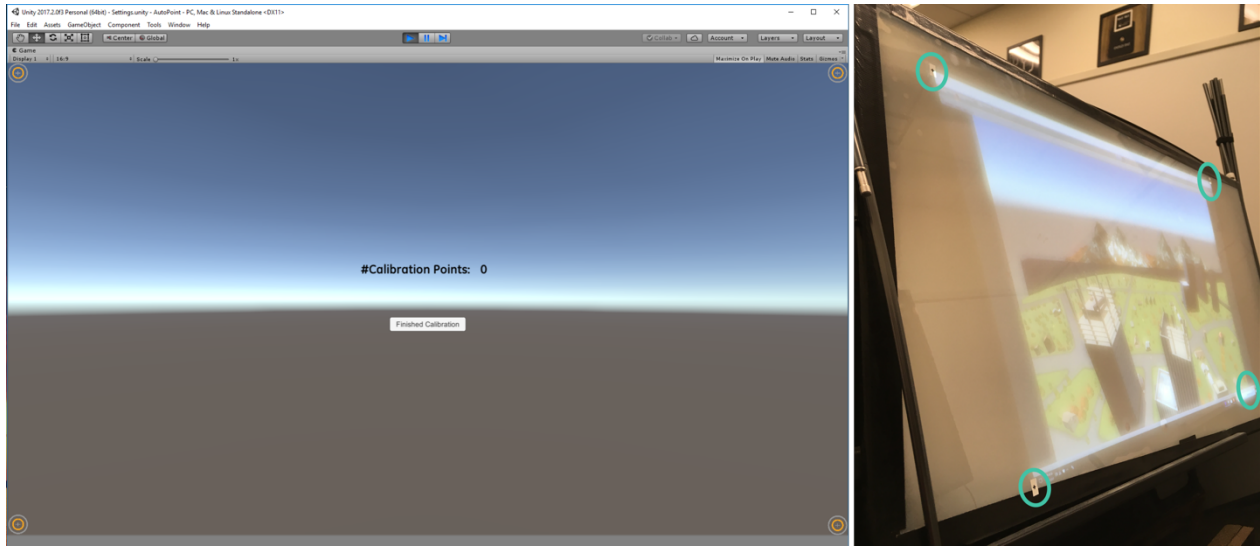 Unity 2017.2.0f3 Personal (64bit) - Settings.unity - AutoPoint - PC, Mac & Linux Standalone <DX11>
File Edit Assets GameObject Component Tools Window Help
Center Global Collab Account Layers Layout
Game
Display 1 16:9 Scale 1x Maximize On Play Mute Audio Stats Gizmos
#Calibration Points: 0
Finished Calibration